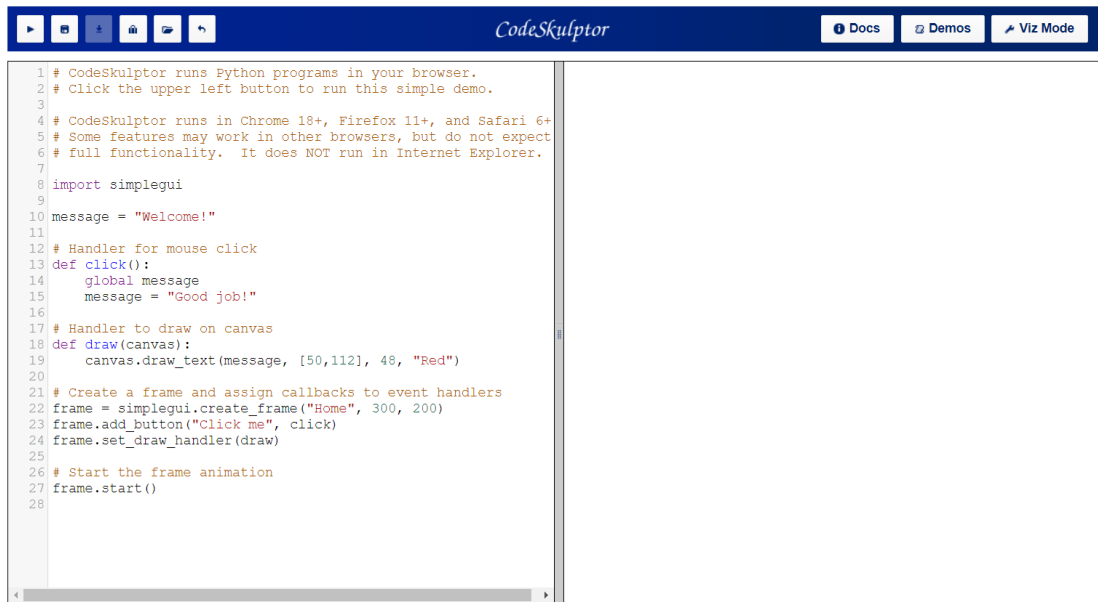 CodeSkulptor
Docs
Demos
Viz Mode
1 # CodeSkulptor runs Python programs in your browser.
2 # Click the upper left button to run this simple demo.
3
4 # CodeSkulptor runs in Chrome 18+, Firefox 11+, and Safari 6+
5 # Some features may work in other browsers, but do not expect
6 # full functionality.  It does NOT run in Internet Explorer.
7
8 import simplegui
9
10 message = "Welcome!"
11
12 # Handler for mouse click
13 def click():
14     global message
15     message = "Good job!"
16
17 # Handler to draw on canvas
18 def draw(canvas):
19     canvas.draw_text(message, [50,112], 48, "Red")
20
21 # Create a frame and assign callbacks to event handlers
22 frame = simplegui.create_frame("Home", 300, 200)
23 frame.add_button("Click me", click)
24 frame.set_draw_handler(draw)
25
26 # Start the frame animation
27 frame.start()
28